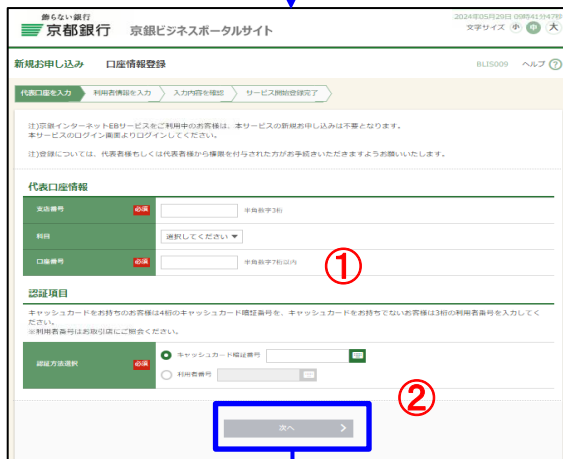 飾らない銀行
京都銀行 京銀ビジネスポータルサイト
2024年05月20日 09時41分47秒
文字サイズ 小 中 大
新規お申し込み 口座情報登録
BLIS009 ヘルプ ?
代表口座を入力 利用者情報を入力 入力内容を確認 サービス開始登録完了
注)京銀インターネットEBサービスをご利用中のお客様は、本サービスの新規お申し込みは不要となります。
本サービスのログイン画面よりログインしてください。
注)登録については、代表者様もしくは代表者様から権限を付与された方がお手続きいただきますようお願いいたします。
代表口座情報
支店番号 必須 半角数字3桁
科目 選択してください
口座番号 必須 半角数字7桁以内
①
認証項目
キャッシュカードをお持ちのお客様は4桁のキャッシュカード暗証番号を、キャッシュカードをお持ちでないお客様は3桁の利用者番号を入力してく
ださい。
※利用者番号はお取引店にご照会ください。
認証方法選択 必須 キャッシュカード暗証番号
利用者番号
②
次へ